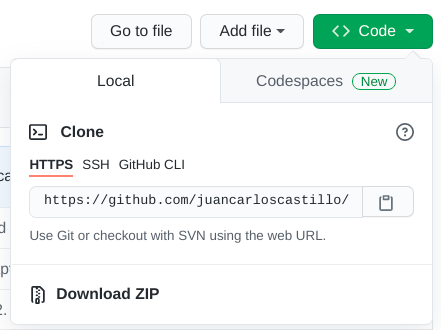 Go to file Add file Code
Local Codespaces New
Clone
HTTPS SSH GitHub CLI
https://github.com/juancarloscastillo/
Use Git or checkout with SVN using the web URL.
Download ZIP